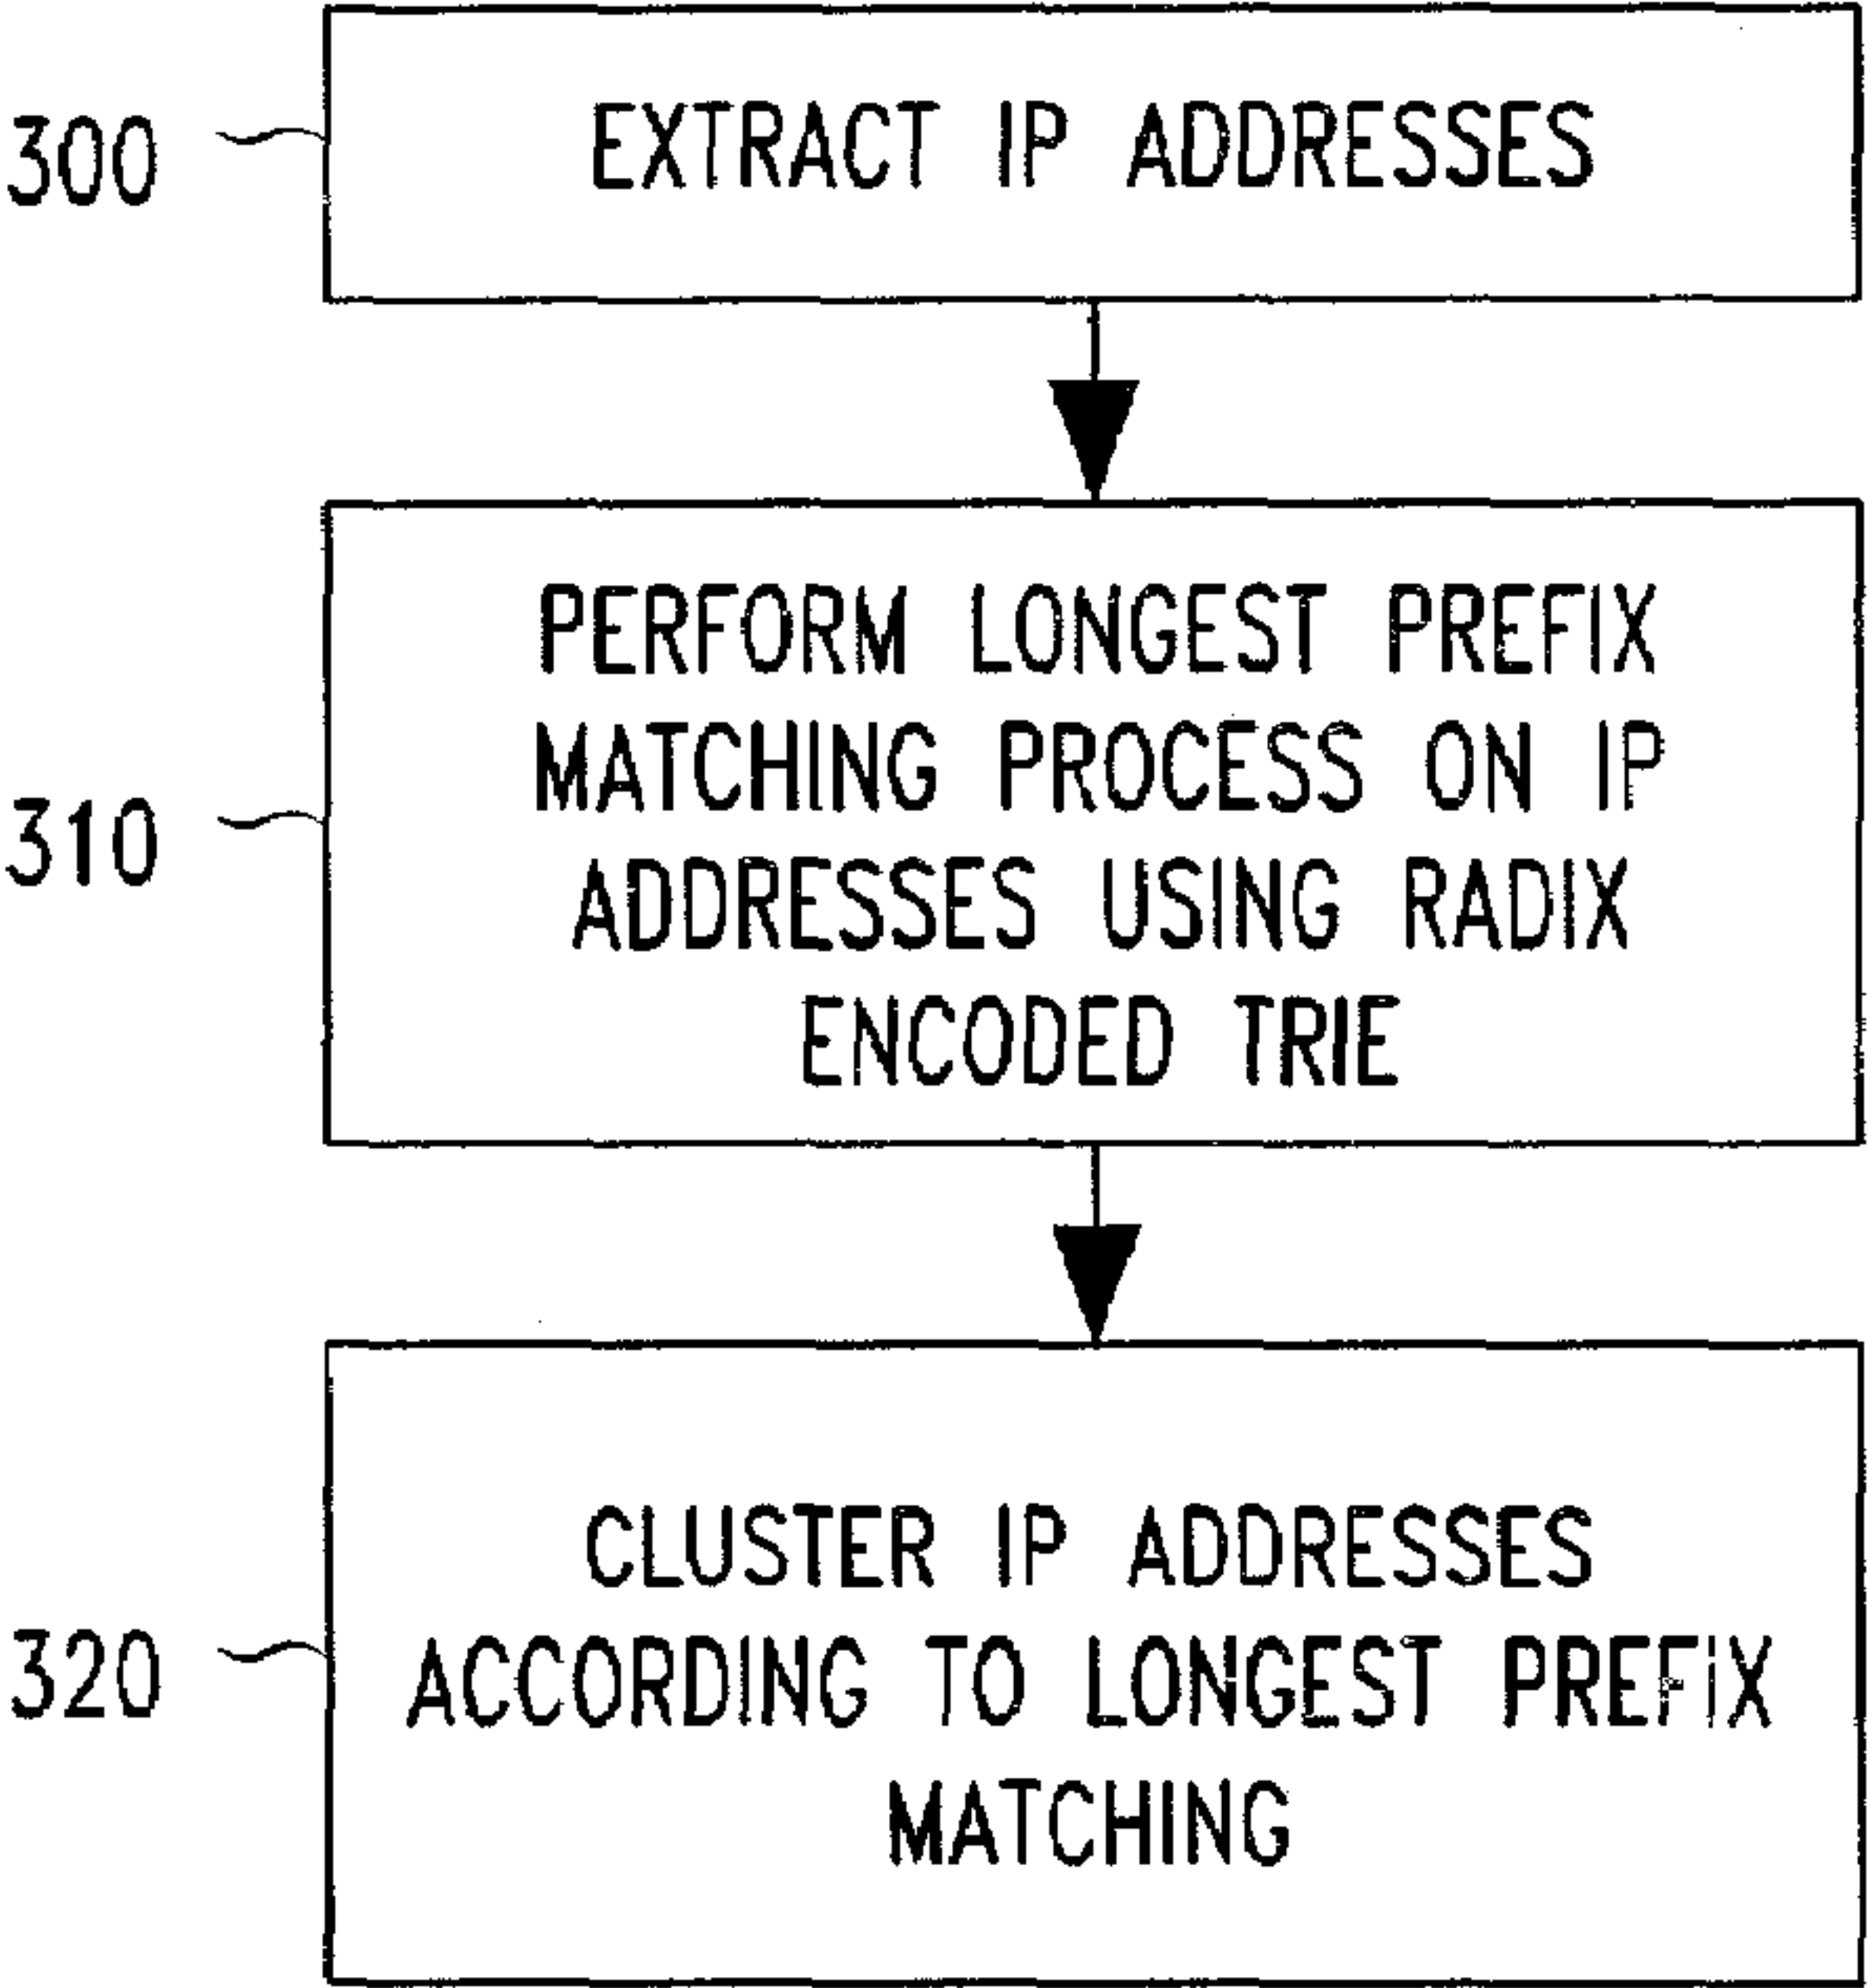 300
EXTRACT IP ADDRESSES
310
PERFORM LONGEST PREFIX
MATCHING PROCESS ON IP
ADDRESSES USING RADIX
ENCODED TRIE
320
CLUSTER IP ADDRESSES
ACCORDING TO LONGEST PREFIX
MATCHING